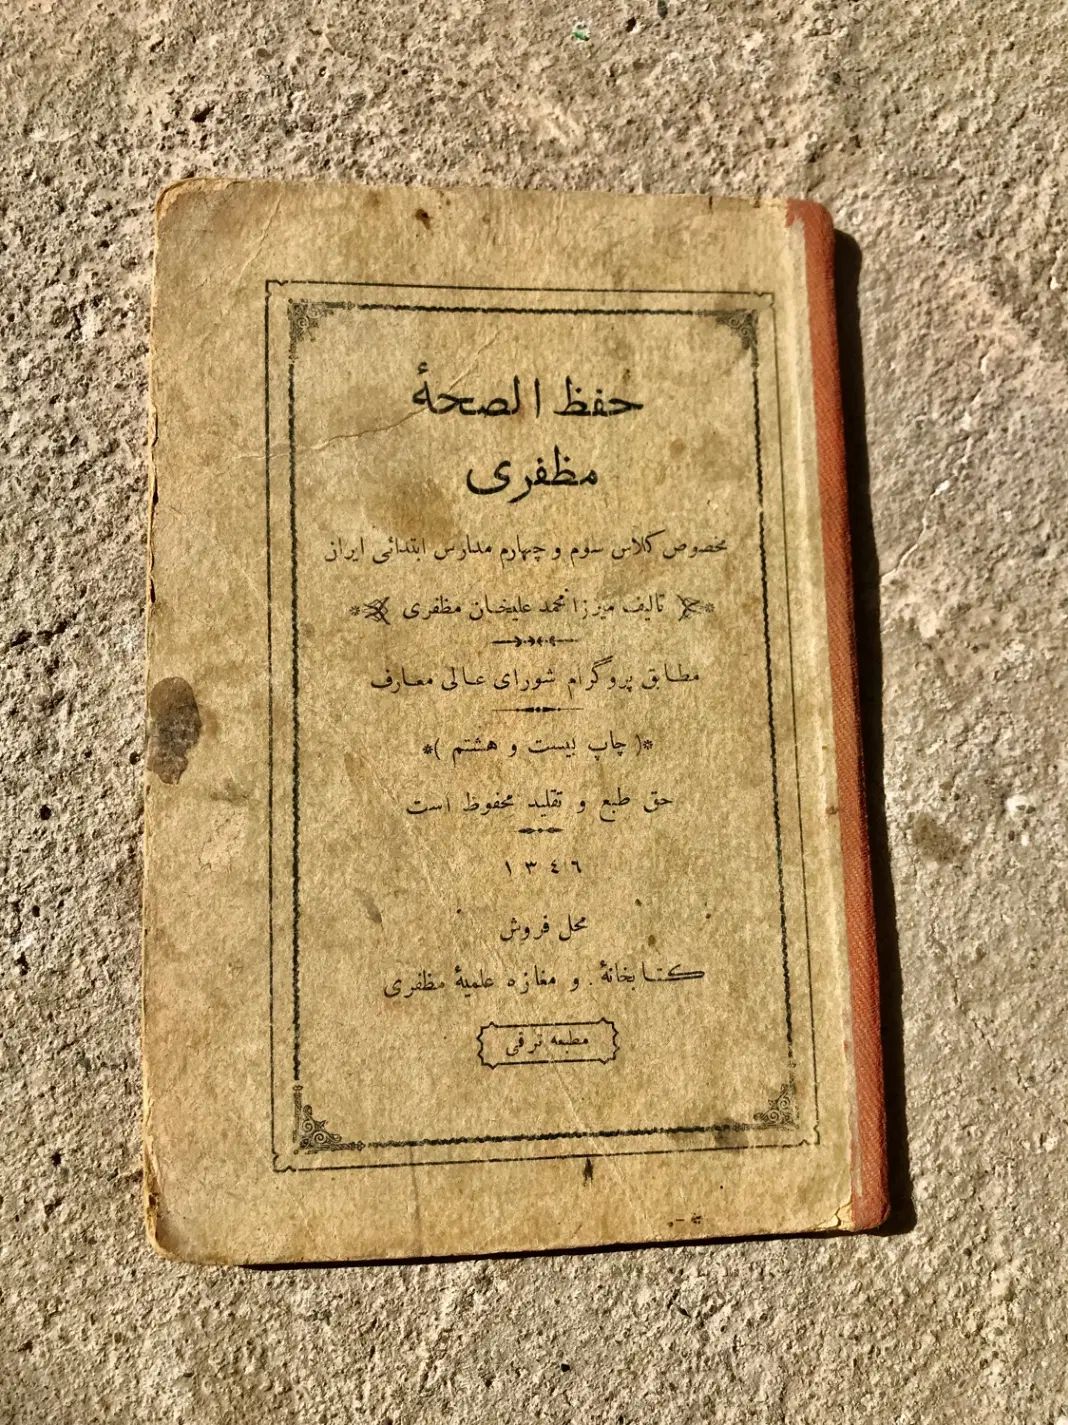 حفظ الصحهٔ
مظفری
مخصوص کلاس سوم و چهارم مدارس ابتدائی ایران
تالیف میرزا محمد علیخان مظفری
مطابق پروگرام شورای عالی معارف
*( چاپ بیست و هشتم )*
حق طبع و تقلید محفوظ است
١٣٤٦
محل فروش
کتابخانهٔ و مغازه علمیهٔ مظفری
مطبعه ترقی